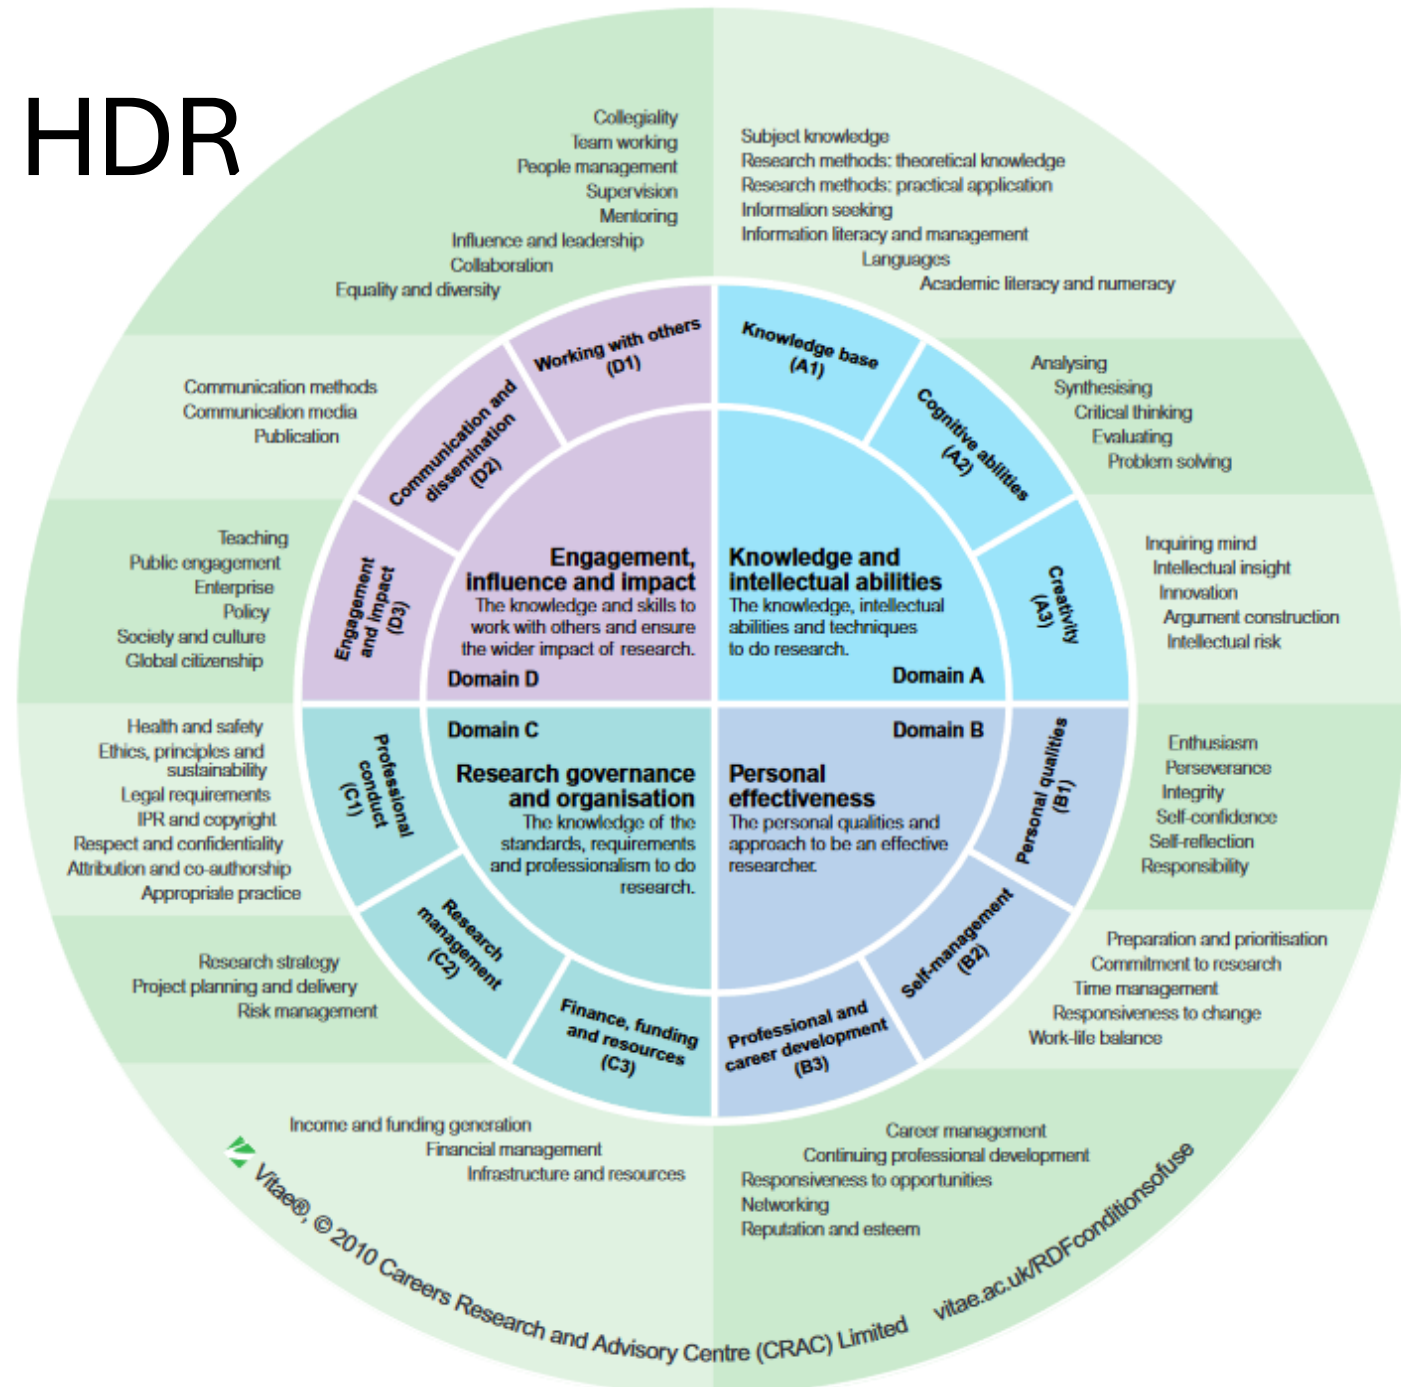 HDR
Collegiality
Team working
People management
Supervision
Mentoring
Influence and leadership
Collaboration
Equality and diversity
Subject knowledge
Research methods: theoretical knowledge
Research methods: practical application
Information seeking
Information literacy and management
Languages
Academic literacy and numeracy
Communication methods
Communication media
Publication
Analysing
Synthesising
Critical thinking
Evaluating
Problem solving
Teaching
Public engagement
Enterprise
Policy
Society and culture
Global citizenship
Inquiring mind
Intellectual insight
Innovation
Argument construction
Intellectual risk
Working with others
(D1)
Knowledge base
(A1)
Communication and
dissemination
(D2)
Cognitive abilities
(A2)
Engagement
and impact
(D3)
Creativity
(A3)
Engagement,
influence and impact
The knowledge and skills to
work with others and ensure
the wider impact of research.
Domain D
Knowledge and
intellectual abilities
The knowledge, intellectual
abilities and techniques
to do research.
Domain A
Domain C
Research governance
and organisation
The knowledge of the
standards, requirements
and professionalism to do
research.
Domain B
Personal
effectiveness
The personal qualities and
approach to be an effective
researcher.
Professional
conduct
(C1)
Personal qualities
(B1)
Research
management
(C2)
Self-management
(B2)
Finance, funding
and resources
(C3)
Professional and
career development
(B3)
Health and safety
Ethics, principles and
sustainability
Legal requirements
IPR and copyright
Respect and confidentiality
Attribution and co-authorship
Appropriate practice
Enthusiasm
Perseverance
Integrity
Self-confidence
Self-reflection
Responsibility
Research strategy
Project planning and delivery
Risk management
Preparation and prioritisation
Commitment to research
Time management
Responsiveness to change
Work-life balance
Income and funding generation
Financial management
Infrastructure and resources
Career management
Continuing professional development
Responsiveness to opportunities
Networking
Reputation and esteem
Vitae®, © 2010 Careers Research and Advisory Centre (CRAC) Limited vitae.ac.uk/RDFconditionsofuse